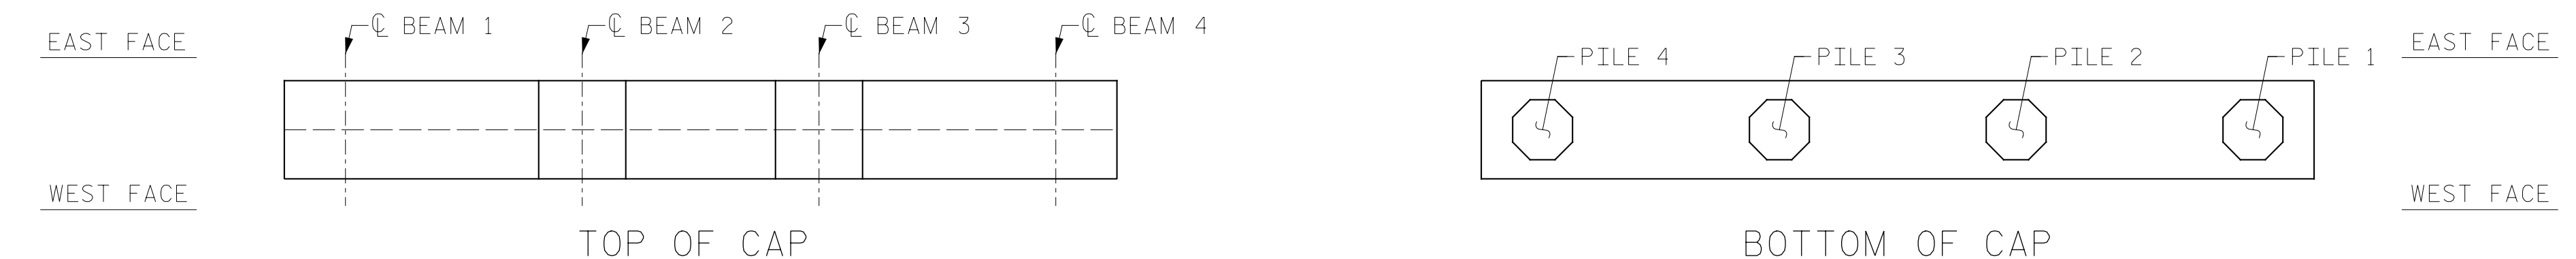 ℄ BEAM 1
℄ BEAM 2
℄ BEAM 3
℄ BEAM 4
EAST FACE
WEST FACE
TOP OF CAP
PILE 4
PILE 3
PILE 2
PILE 1
EAST FACE
WEST FACE
BOTTOM OF CAP